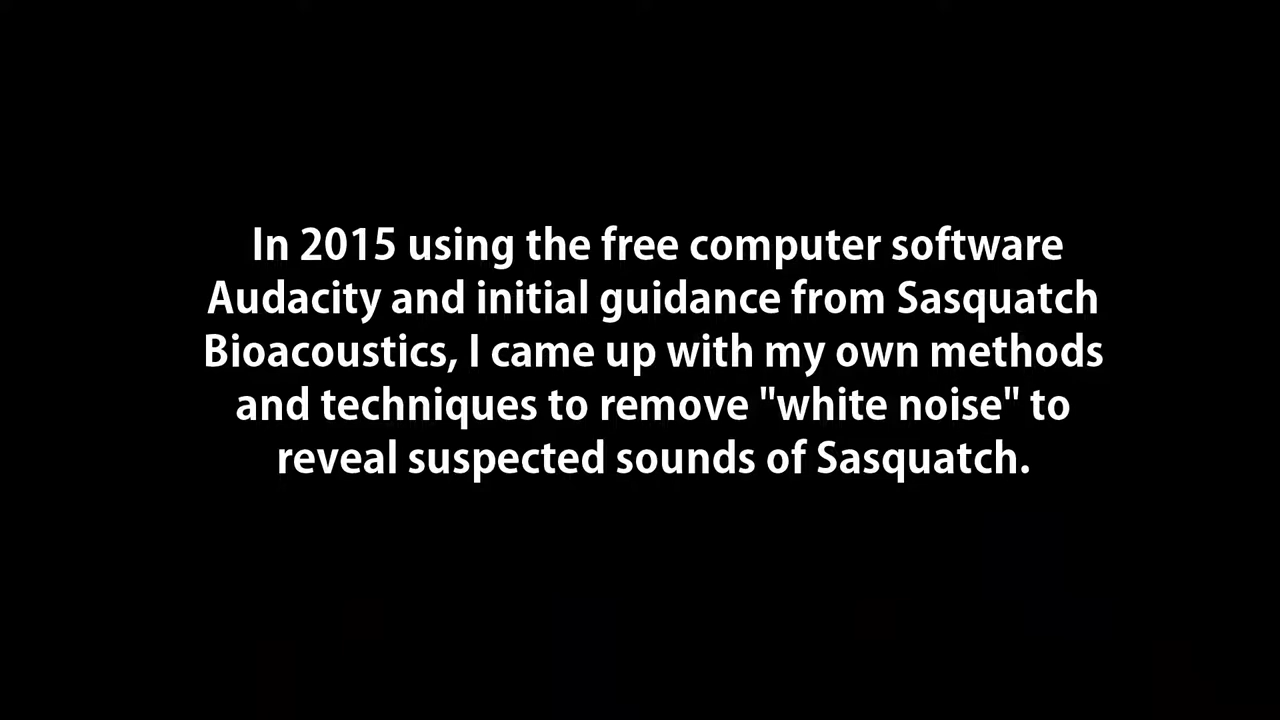 In 2015 using the free computer software
Audacity and initial guidance from Sasquatch
Bioacoustics, I came up with my own methods
and techniques to remove "white noise" to
reveal suspected sounds of Sasquatch.